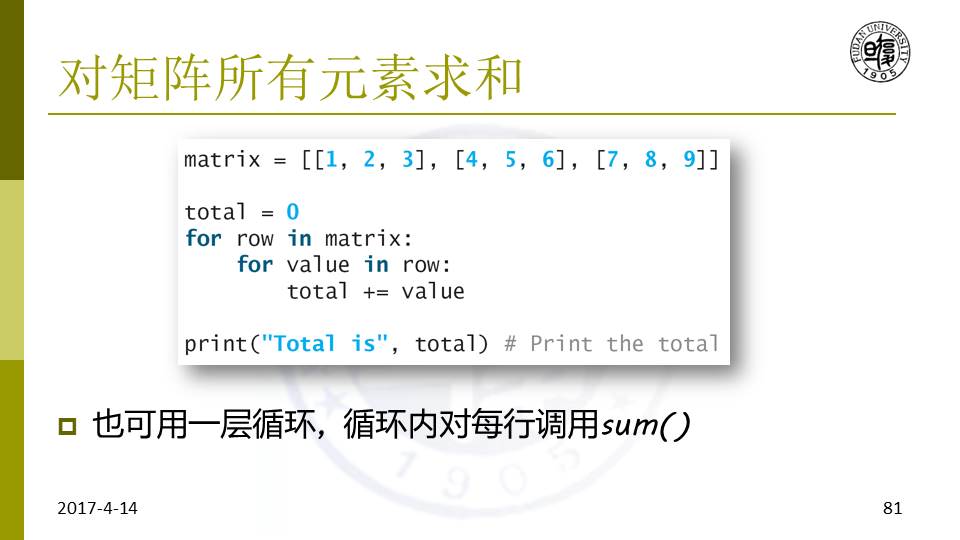 对矩阵所有元素求和
FUDAN UNIVERSITY
1905
matrix = [[1, 2, 3], [4, 5, 6], [7, 8, 9]]
total = 0
for row in matrix:
    for value in row:
        total += value
print("Total is", total) # Print the total
也可用一层循环，循环内对每行调用sum()
1905
2017-4-14
81